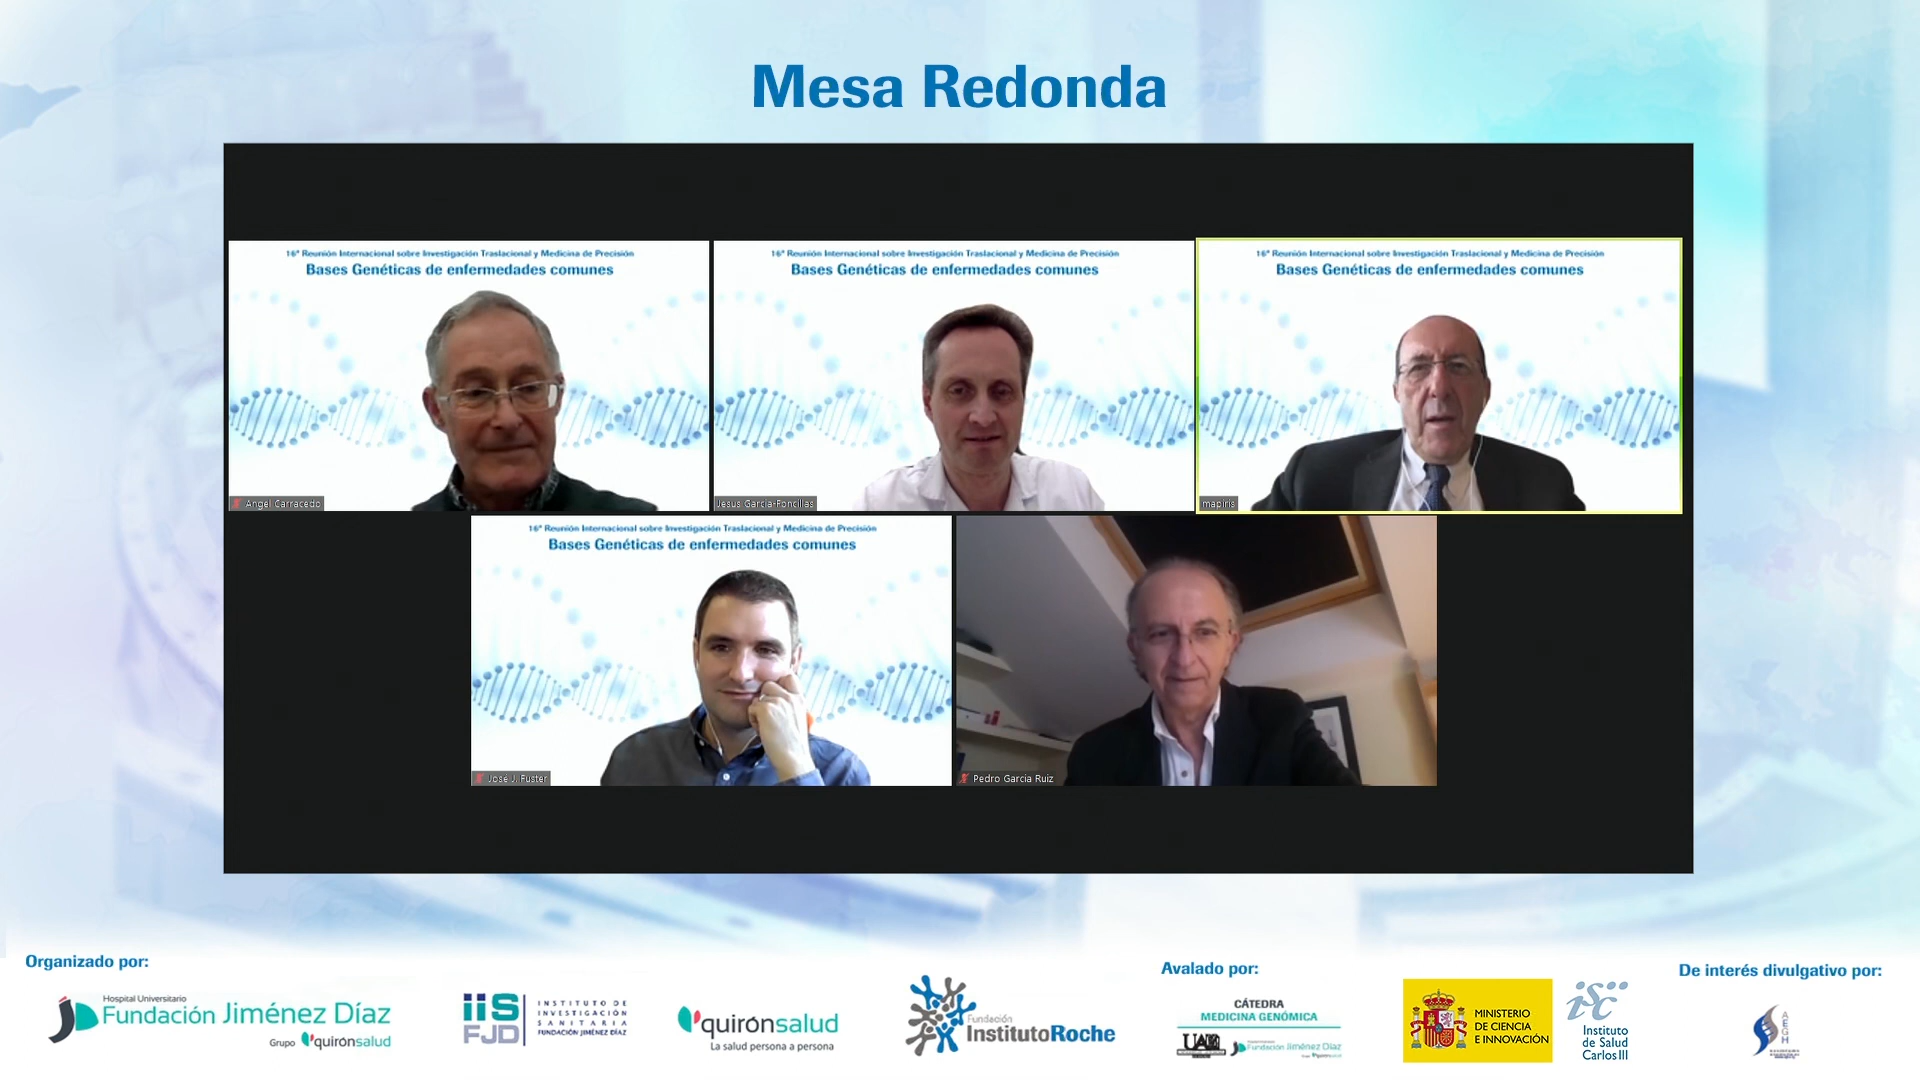 Mesa Redonda
16ª Reunión Internacional sobre Investigación Traslacional y Medicina de Precisión
Bases Genéticas de enfermedades comunes
Angel Carracedo
16ª Reunión Internacional sobre Investigación Traslacional y Medicina de Precisión
Bases Genéticas de enfermedades comunes
Jesus Garcia-Foncillas
16ª Reunión Internacional sobre Investigación Traslacional y Medicina de Precisión
Bases Genéticas de enfermedades comunes
mapiris
16ª Reunión Internacional sobre Investigación Traslacional y Medicina de Precisión
Bases Genéticas de enfermedades comunes
José J. Fuster
Pedro Garcia Ruiz
Organizado por:
Hospital Universitario
Fundación Jiménez Díaz
Grupo quirónsalud
iiS
FJD
INSTITUTO DE
INVESTIGACIÓN
SANITARIA
FUNDACIÓN JIMÉNEZ DÍAZ
quirónsalud
La salud persona a persona
Fundación
InstitutoRoche
Avalado por:
CÁTEDRA
MEDICINA GENÓMICA
UAM
Fundación Jiménez Díaz
MINISTERIO
DE CIENCIA
E INNOVACIÓN
isc
Instituto
de Salud
Carlos III
De interés divulgativo por:
AEGH